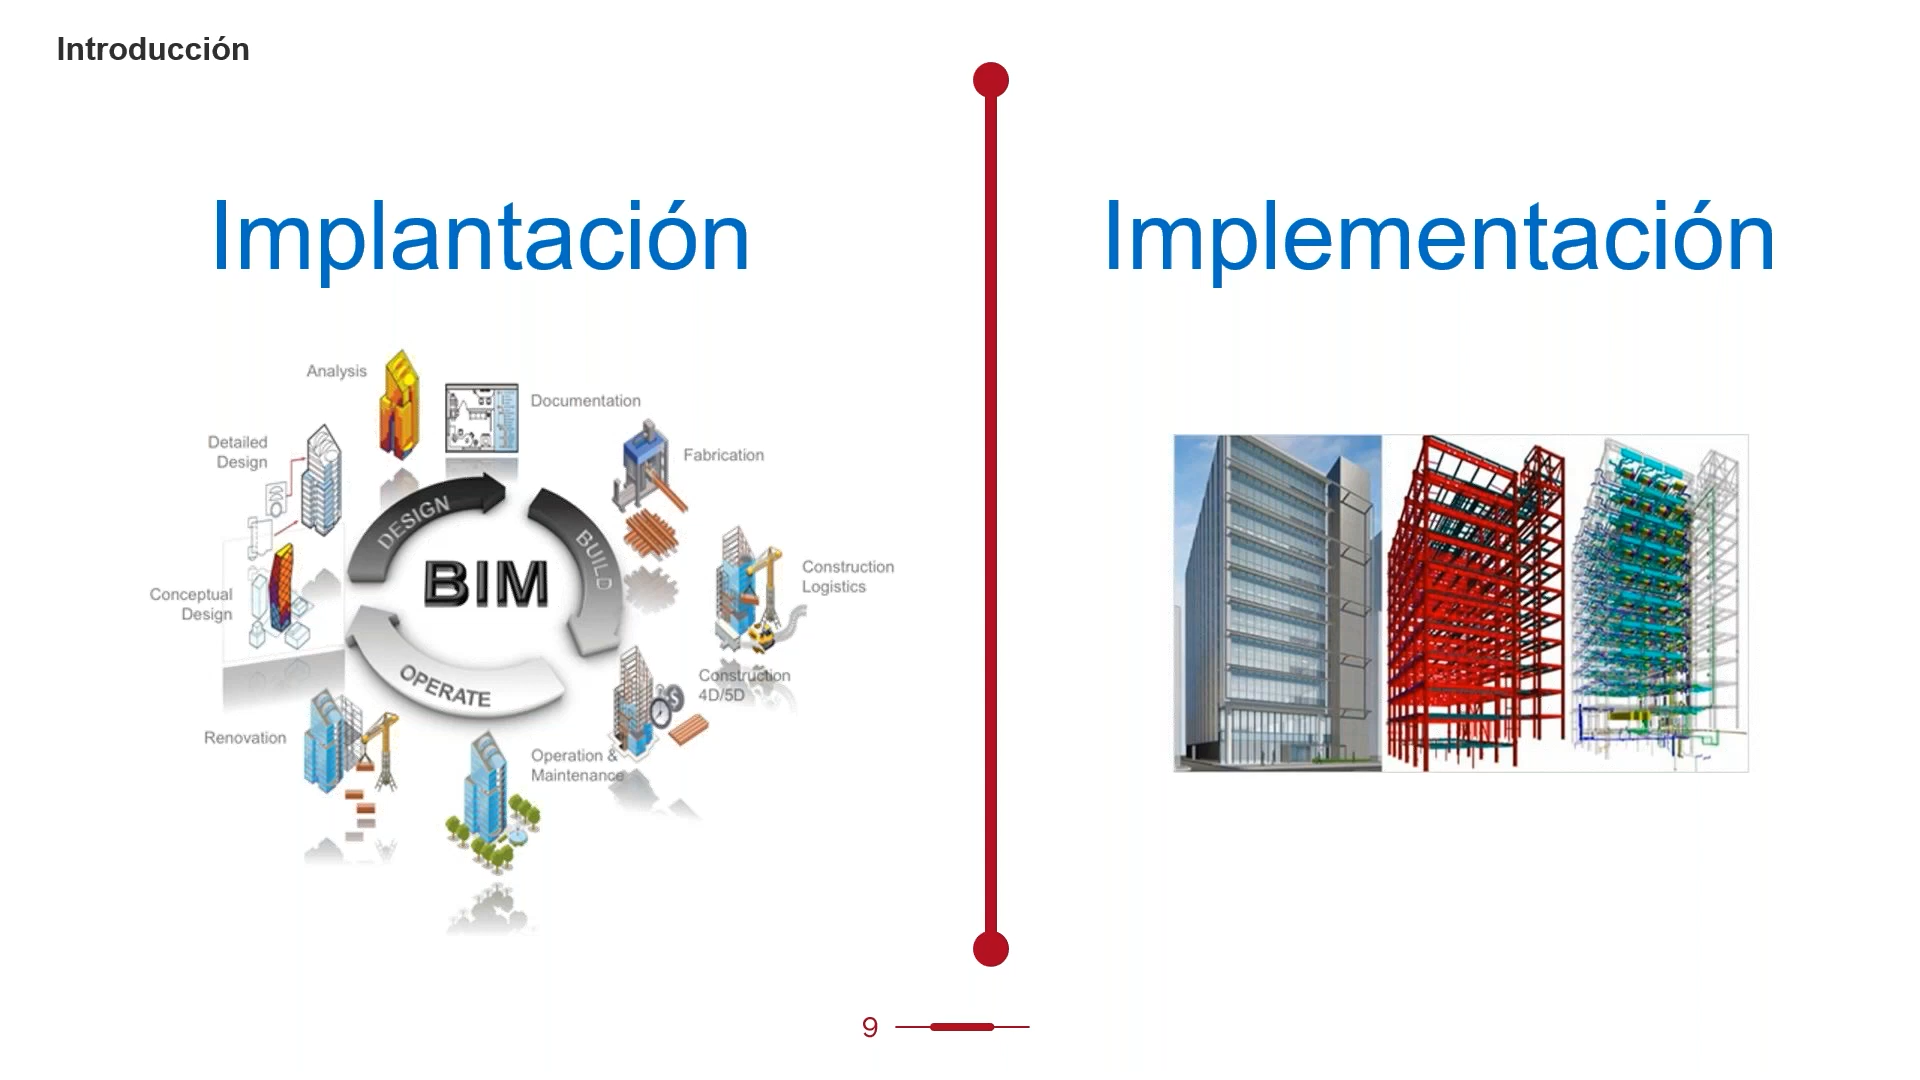 Introducción
Implantación
Implementación
Analysis
Documentation
Detailed
Design
Fabrication
DESIGN
BUILD
BIM
Construction
Logistics
Conceptual
Design
OPERATE
Construction
4D/5D
Renovation
Operation &
Maintenance
9